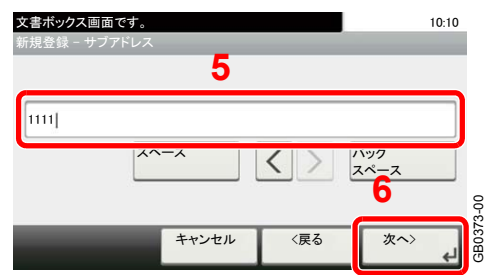 文書ボックス画面です。 10:10
新規登録 - サブアドレス
5
1111
スペース < > バック
スペース
6
キャンセル <戻る 次へ>
GB0373-00